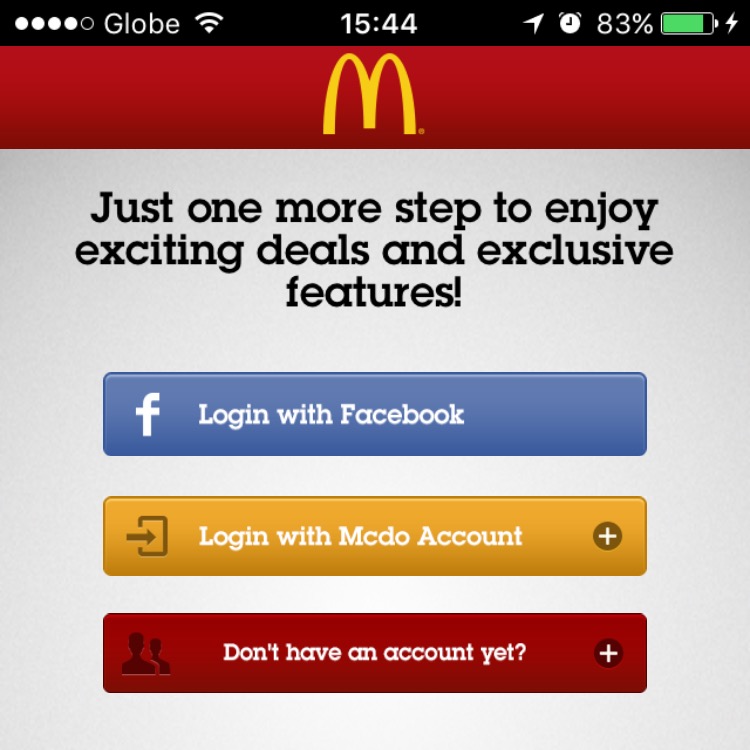 Globe 15:44 83%
Just one more step to enjoy
exciting deals and exclusive
features!
Login with Facebook
Login with Mcdo Account
Don't have an account yet?